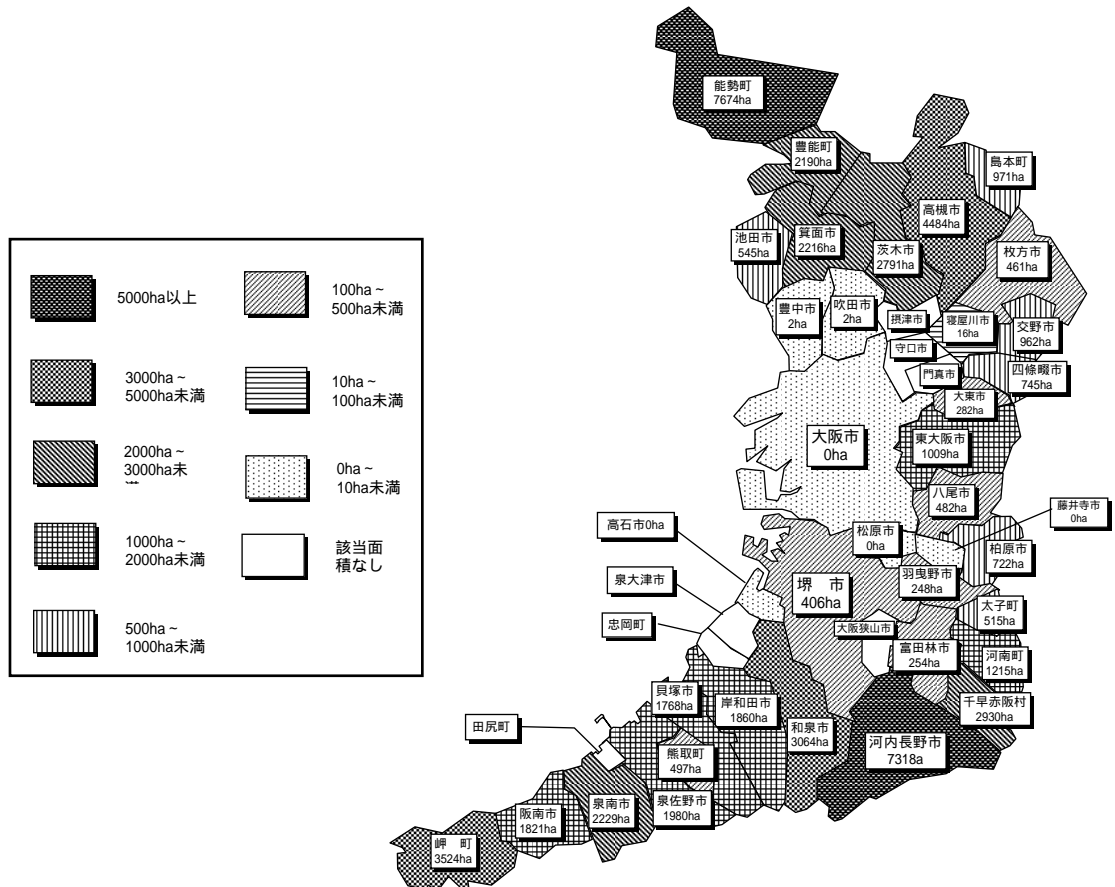 5000ha以上
3000ha～
5000ha未満
2000ha～
3000ha未
1000ha～
2000ha未満
500ha～
1000ha未満
100ha～
500ha未満
10ha～
100ha未満
0ha～
10ha未満
該当面
積なし
能勢町
7674ha
豊能町
2190ha
島本町
971ha
高槻市
4484ha
池田市
545ha
箕面市
2216ha
茨木市
2791ha
枚方市
461ha
豊中市
2ha
吹田市
2ha
摂津市
寝屋川市
16ha
交野市
962ha
守口市
門真市
四條畷市
745ha
大東市
282ha
大阪市
0ha
東大阪市
1009ha
八尾市
482ha
藤井寺市
0ha
高石市0ha
松原市
0ha
柏原市
722ha
泉大津市
堺　市
406ha
羽曳野市
248ha
忠岡町
大阪狭山市
太子町
515ha
富田林市
254ha
河南町
1215ha
貝塚市
1768ha
岸和田市
1860ha
千早赤阪村
2930ha
田尻町
和泉市
3064ha
河内長野市
7318a
熊取町
497ha
泉南市
2229ha
泉佐野市
1980ha
阪南市
1821ha
岬　町
3524ha